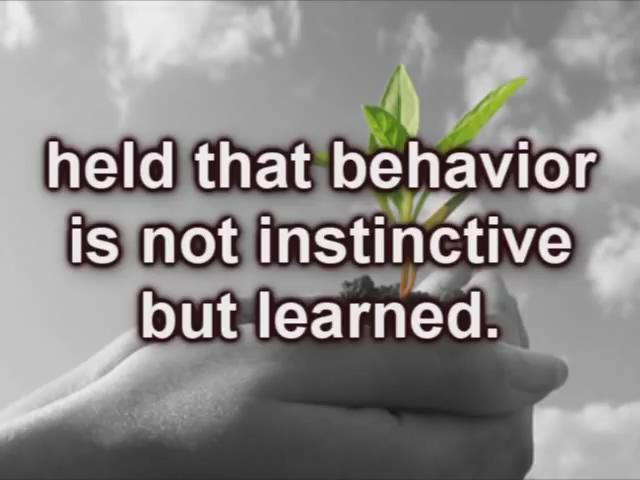 held that behavior
is not instinctive
but learned.